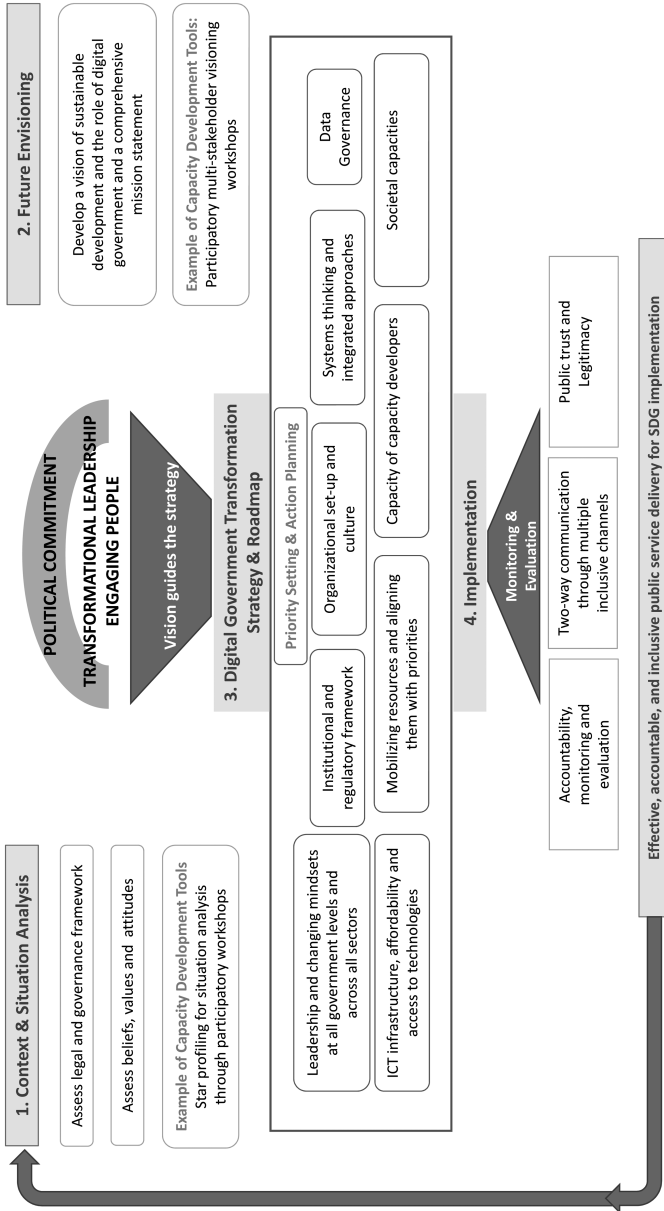 1. Context & Situation Analysis
Assess legal and governance framework
Assess beliefs, values and attitudes
Example of Capacity Development Tools
Star profiling for situation analysis
through participatory workshops
POLITICAL COMMITMENT
TRANSFORMATIONAL LEADERSHIP
ENGAGING PEOPLE
Vision guides the strategy
2. Future Envisioning
Develop a vision of sustainable
development and the role of digital
government and a comprehensive
mission statement
Example of Capacity Development Tools:
Participatory multi-stakeholder visioning
workshops
3. Digital Government Transformation
Strategy & Roadmap
Priority Setting & Action Planning
Leadership and changing mindsets
at all government levels and
across all sectors
Institutional and
regulatory framework
Organizational set-up and
culture
Systems thinking and
integrated approaches
Data
Governance
ICT infrastructure, affordability and
access to technologies
Mobilizing resources and aligning
them with priorities
Capacity of capacity developers
Societal capacities
4. Implementation
Monitoring &
Evaluation
Accountability,
monitoring and
evaluation
Two-way communication
through multiple
inclusive channels
Public trust and
Legitimacy
Effective, accountable, and inclusive public service delivery for SDG implementation